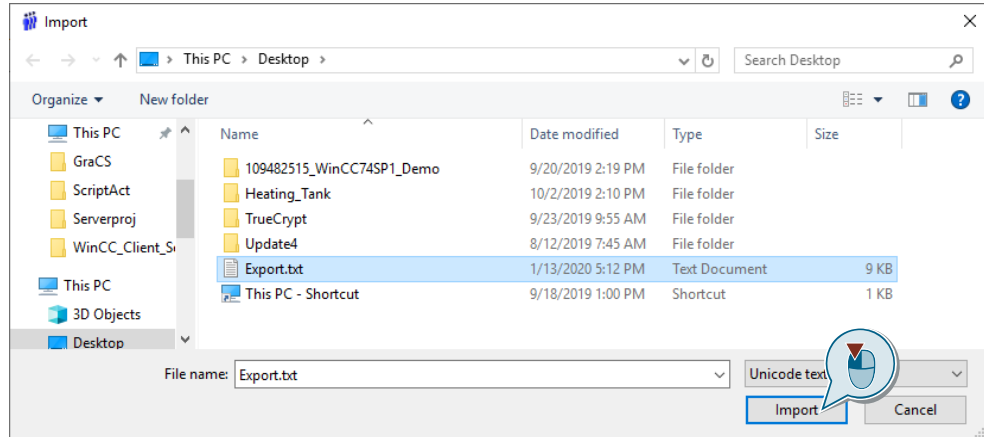 Import
This PC > Desktop >
Search Desktop
Organize
New folder
This PC
GraCS
ScriptAct
Serverproj
WinCC_Client_S
This PC
3D Objects
Desktop
Name Date modified Type Size
109482515_WinCC74SP1_Demo 9/20/2019 2:19 PM File folder
Heating_Tank 10/2/2019 2:10 PM File folder
TrueCrypt 9/23/2019 9:55 AM File folder
Update4 8/12/2019 7:45 AM File folder
Export.txt 1/13/2020 5:12 PM Text Document 9 KB
This PC - Shortcut 9/18/2019 1:00 PM Shortcut 1 KB
File name: Export.txt
Unicode text
Import
Cancel